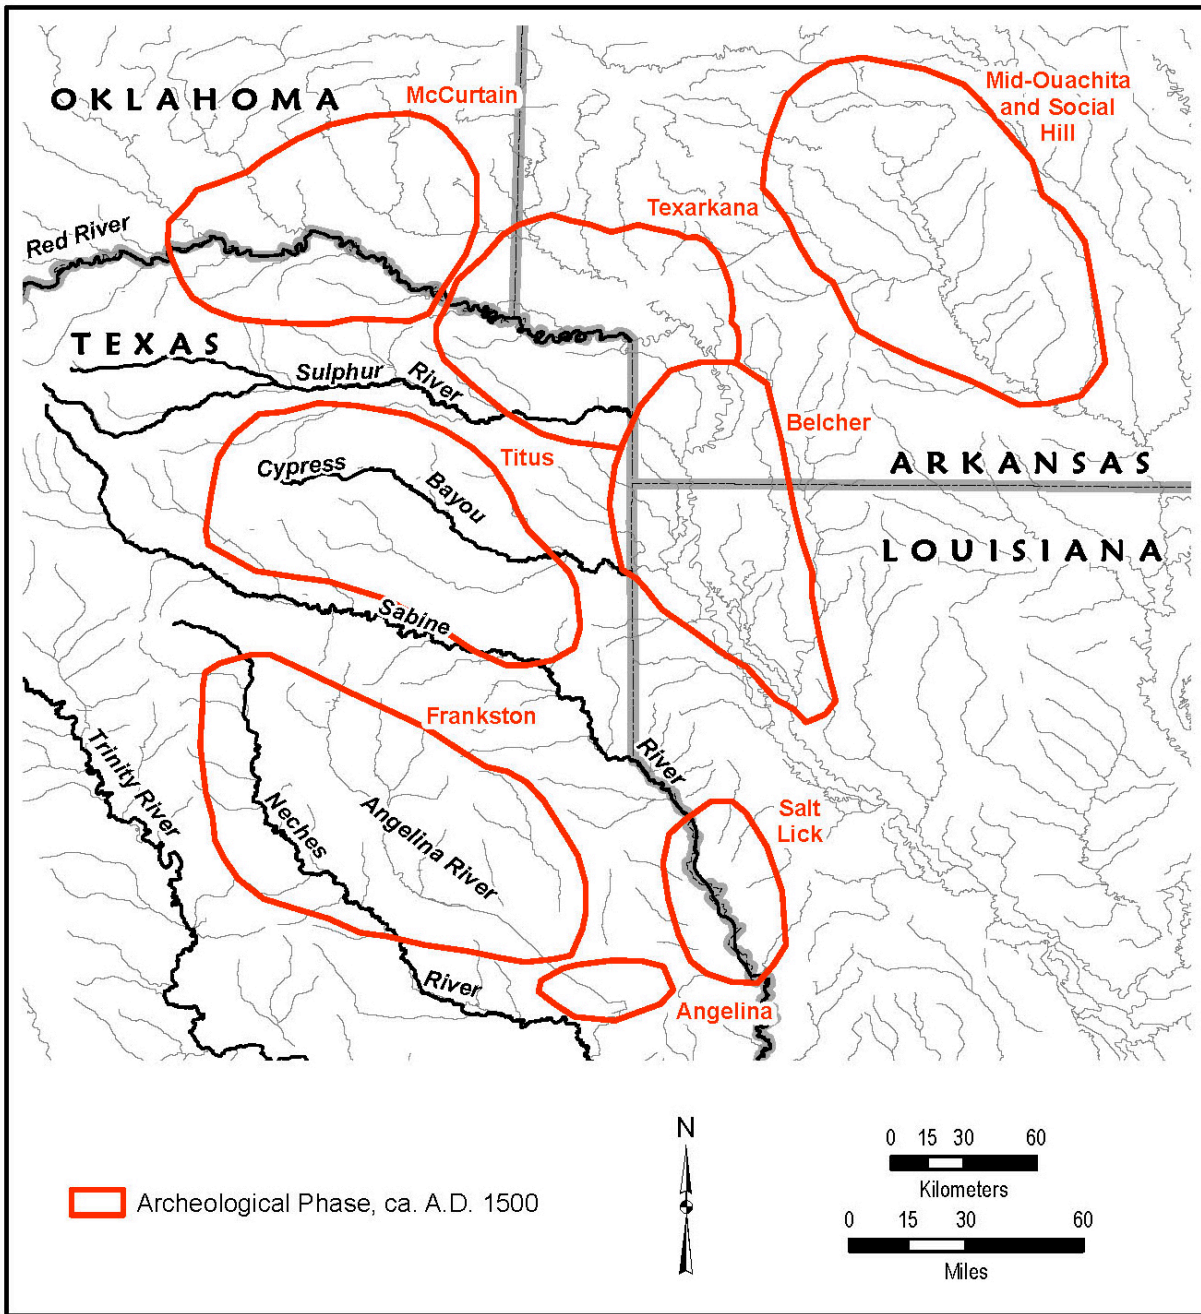 OKLAHOMA
McCurtain
Mid-Ouachita
and Social
Hill
Texarkana
Red River
TEXAS
Sulphur
River
Belcher
Titus
Cypress
Bayou
ARKANSAS
LOUISIANA
Sabine
River
Frankston
Trinity River
Neches
Angelina River
Salt
Lick
River
Angelina
N
0 15 30 60
Kilometers
0 15 30 60
Miles
Archeological Phase, ca. A.D. 1500